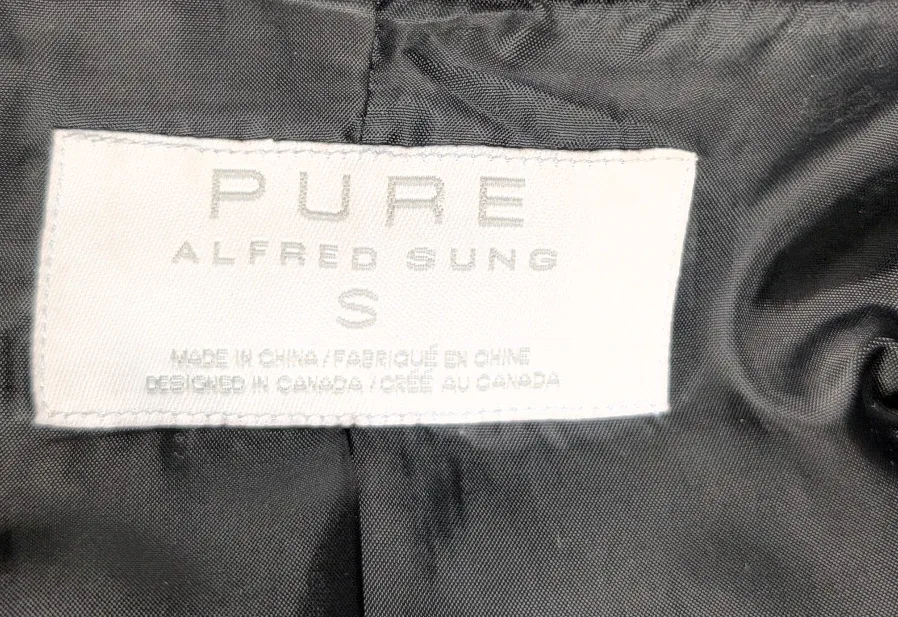 PURE
ALFRED SUNG
S
MADE IN CHINA / FABRIQUÉ EN CHINE
DESIGNED IN CANADA / CRÉÉ AU CANADA